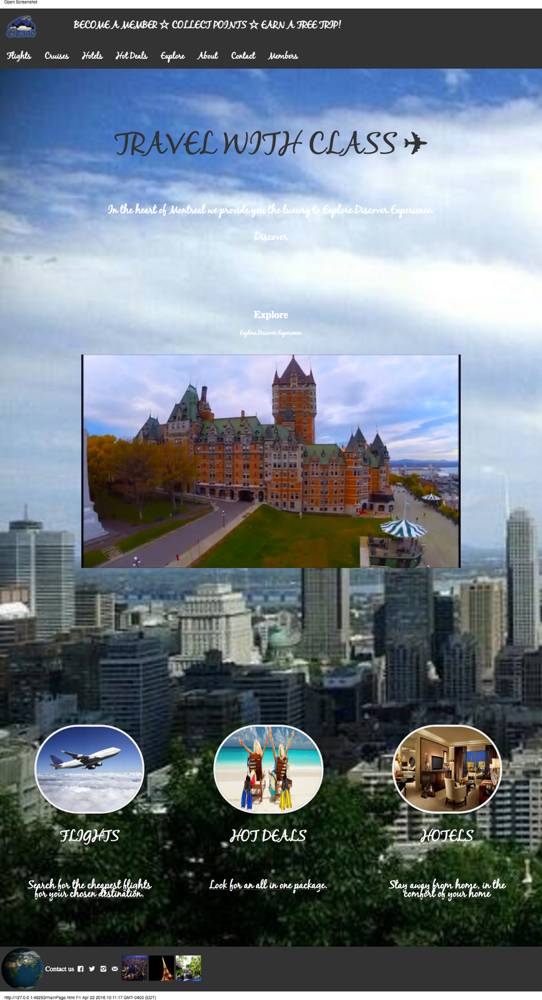 Open Screenshot
E.T360
BECOME A MEMBER ☆ COLLECT POINTS ☆ EARN A FREE TRIP!
Flights Cruises Hotels Hot Deals Explore About Contact Members
TRAVEL WITH CLASS ✈
In the heart of Montreal we provide you the luxury to Explore.Discover.Experience.
Discover
Explore
Explore.Discover.Experience.
FLIGHTS HOT DEALS HOTELS
Search for the cheapest flights
for your chosen destination.
Look for an all in one package.
Stay away from home, in the
comfort of your home
Contact us
http://127.0.0.1:49253/mainPage.html Fri Apr 22 2016 10:11:17 GMT-0400 (EDT)